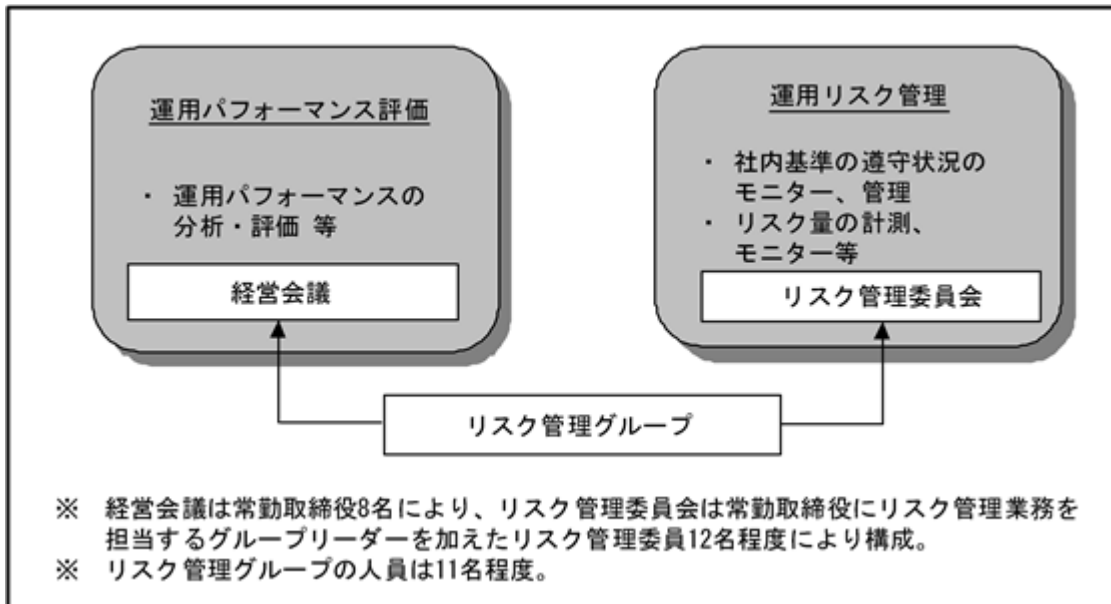 運用パフォーマンス評価
・ 運用パフォーマンスの
分析・評価 等
経営会議
運用リスク管理
・ 社内基準の遵守状況の
モニター、管理
・ リスク量の計測、
モニター等
リスク管理委員会
リスク管理グループ
※ 経営会議は常勤取締役8名により、リスク管理委員会は常勤取締役にリスク管理業務を
担当するグループリーダーを加えたリスク管理委員12名程度により構成。
※ リスク管理グループの人員は11名程度。